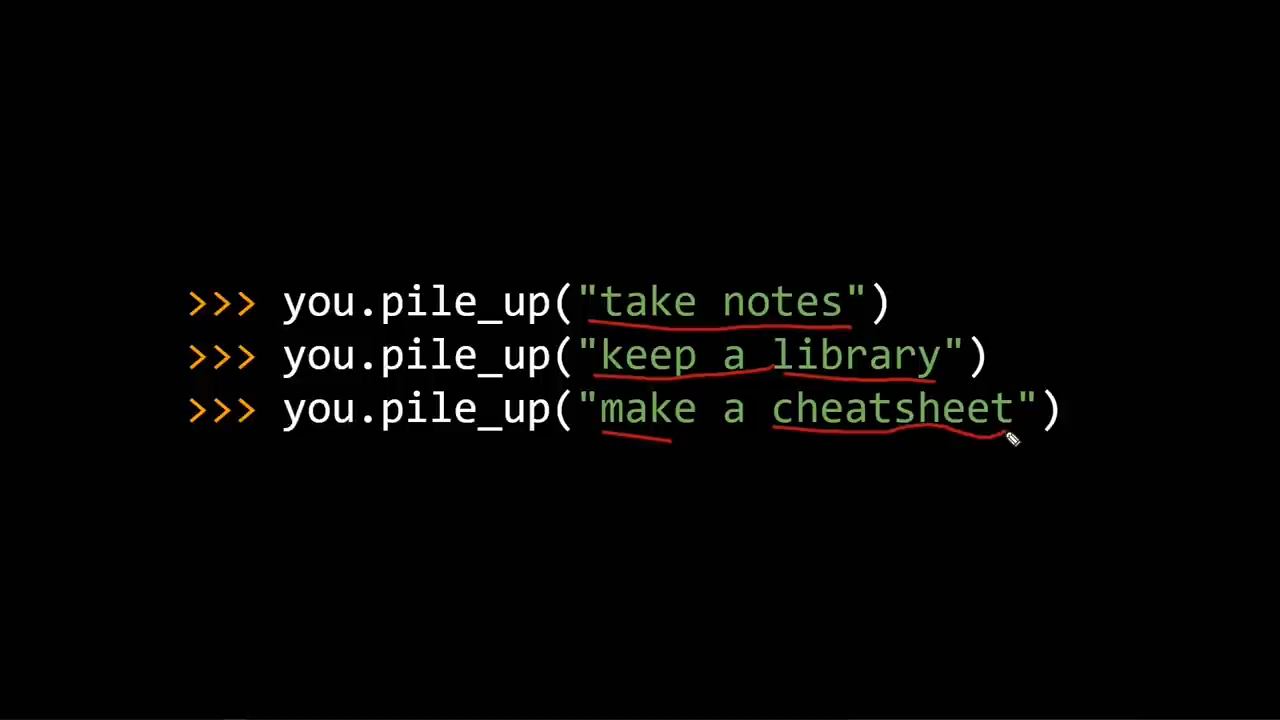 >>> you.pile_up("take notes")
>>> you.pile_up("keep a library")
>>> you.pile_up("make a cheatsheet")